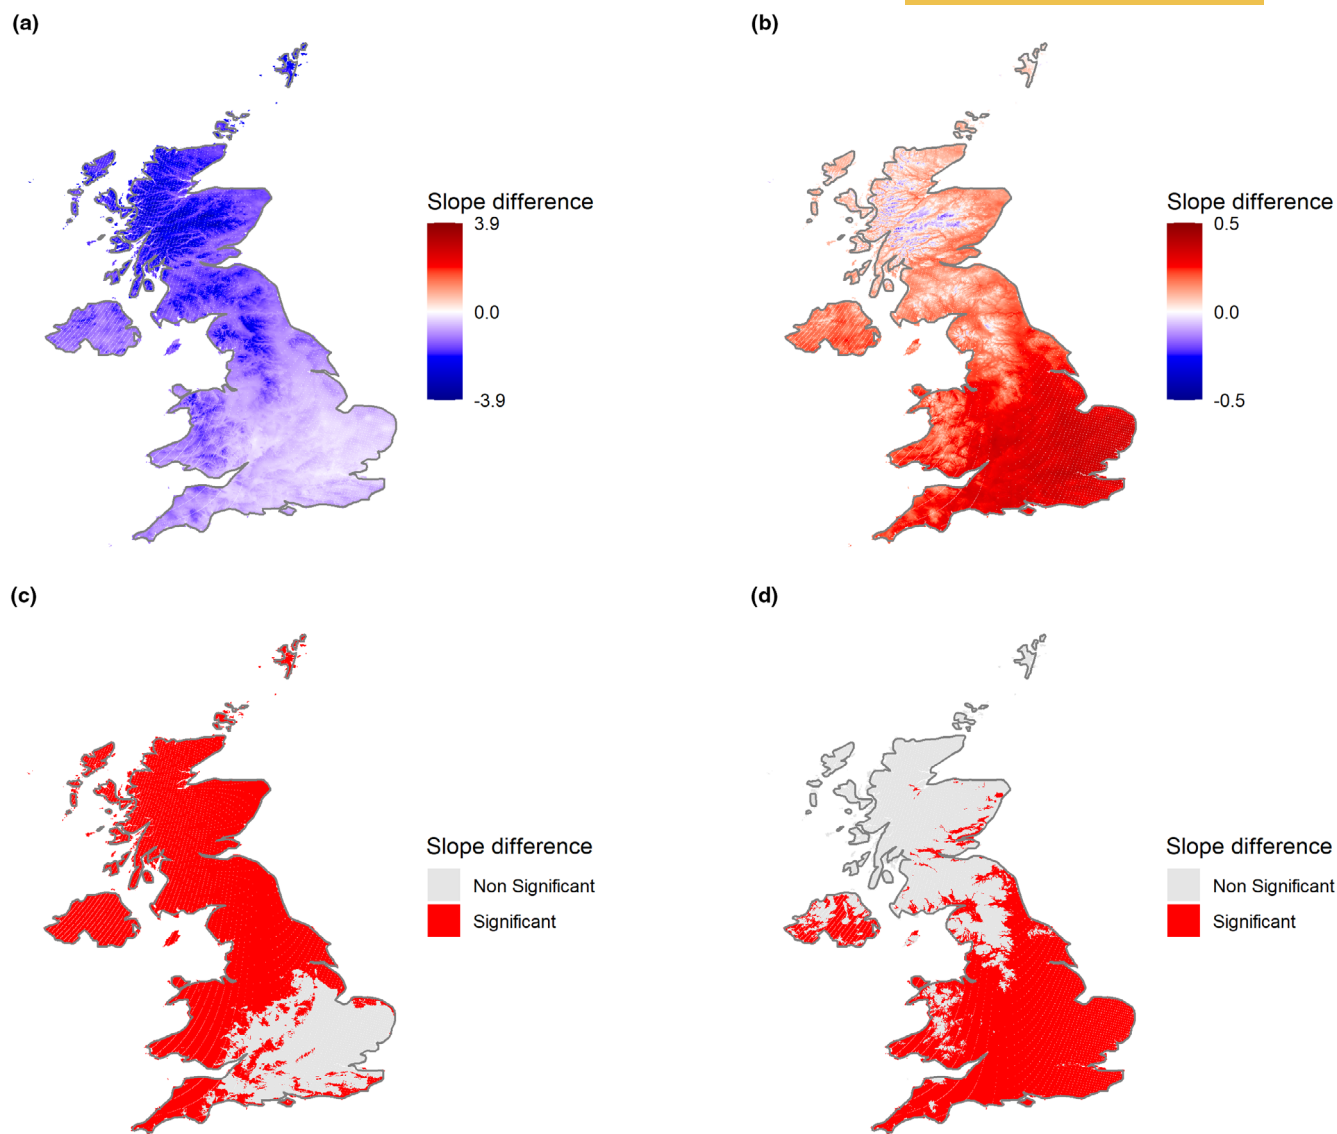 (a)
Slope difference
3.9
0.0
-3.9
(b)
Slope difference
0.5
0.0
-0.5
(c)
Slope difference
Non Significant
Significant
(d)
Slope difference
Non Significant
Significant